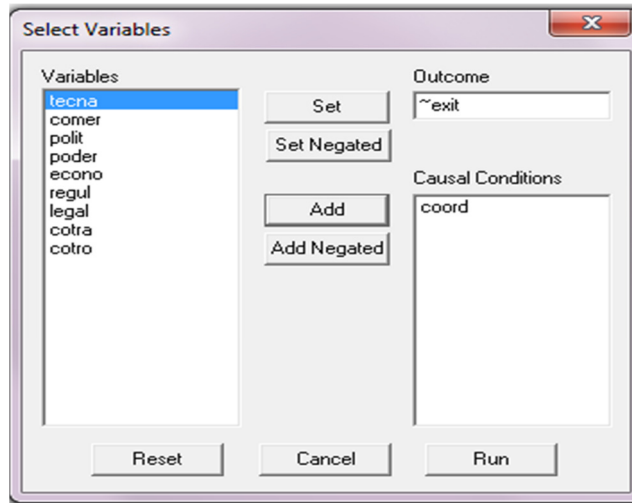 Select Variables
Variables
tecna
comer
polit
poder
econo
regul
legal
cotra
cotro
Set
Set Negated
Add
Add Negated
Outcome
~exit
Causal Conditions
coord
Reset
Cancel
Run